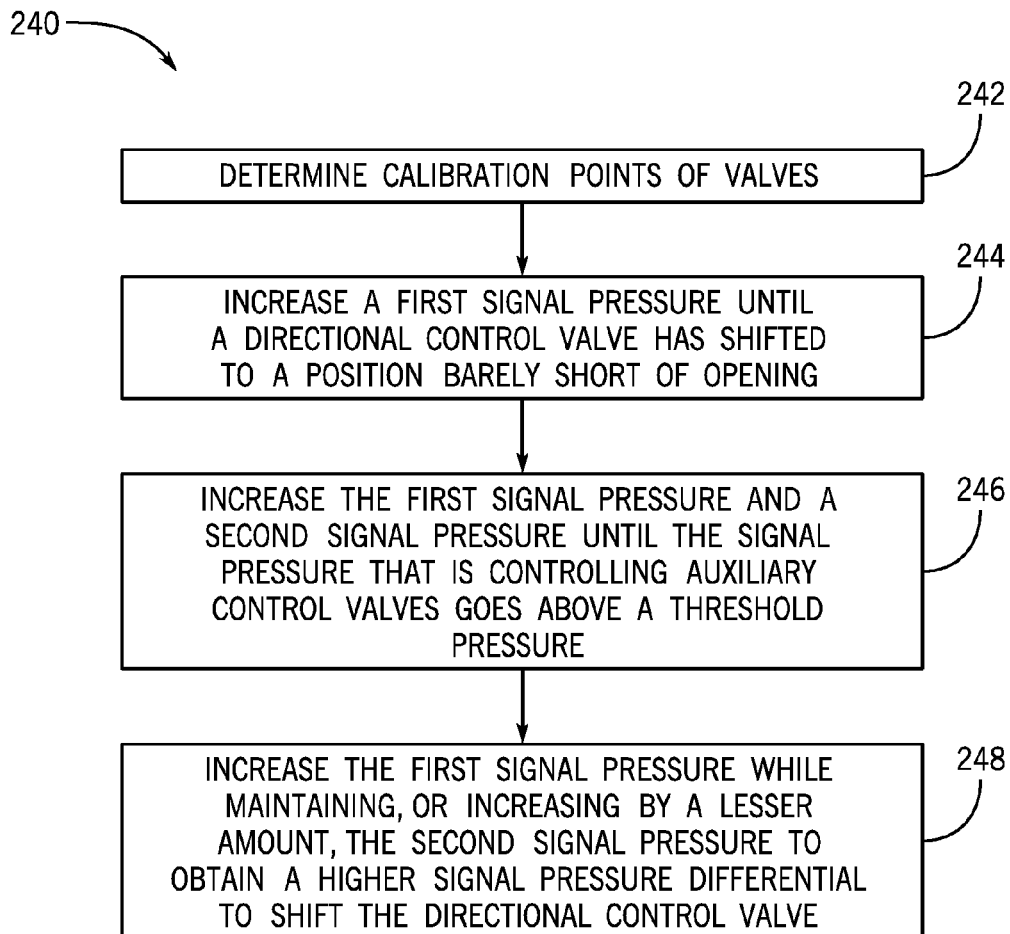 240
242
DETERMINE CALIBRATION POINTS OF VALVES
244
INCREASE A FIRST SIGNAL PRESSURE UNTIL
A DIRECTIONAL CONTROL VALVE HAS SHIFTED
TO A POSITION BARELY SHORT OF OPENING
246
INCREASE THE FIRST SIGNAL PRESSURE AND A
SECOND SIGNAL PRESSURE UNTIL THE SIGNAL
PRESSURE THAT IS CONTROLLING AUXILIARY
CONTROL VALVES GOES ABOVE A THRESHOLD
PRESSURE
248
INCREASE THE FIRST SIGNAL PRESSURE WHILE
MAINTAINING, OR INCREASING BY A LESSER
AMOUNT, THE SECOND SIGNAL PRESSURE TO
OBTAIN A HIGHER SIGNAL PRESSURE DIFFERENTIAL
TO SHIFT THE DIRECTIONAL CONTROL VALVE